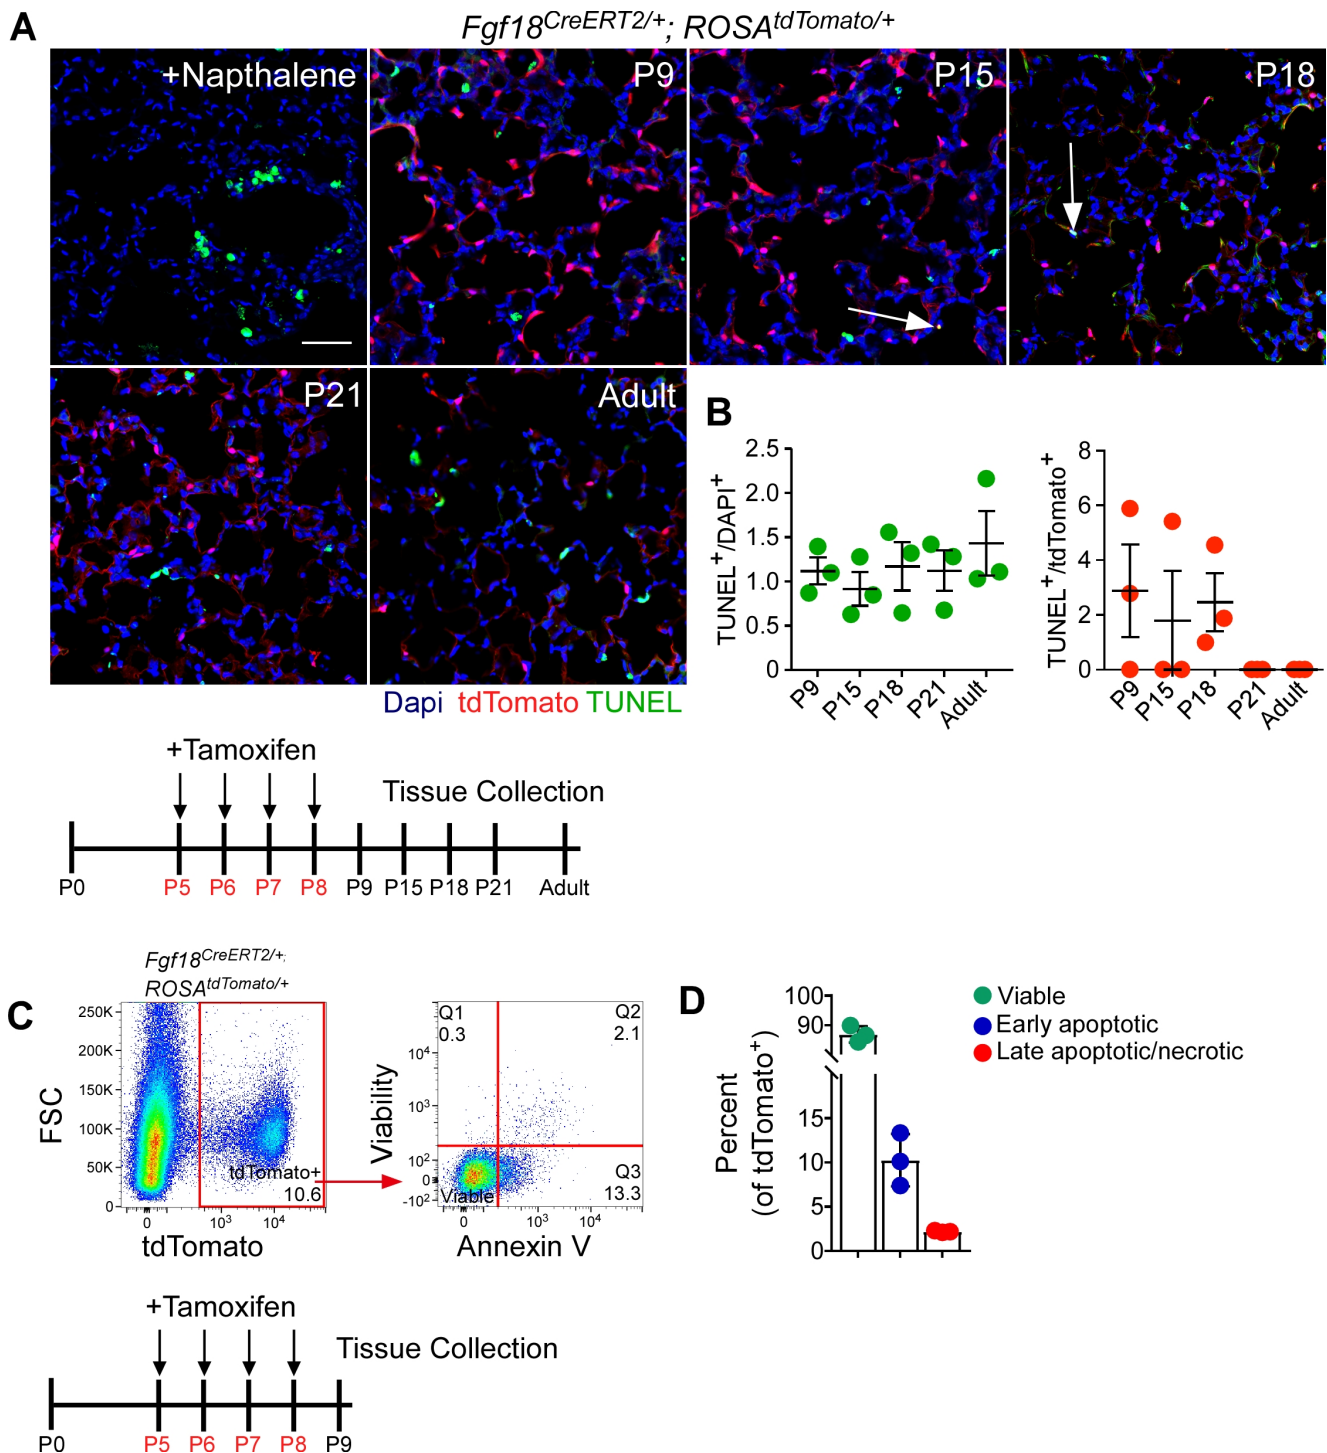 A
Fgf18CreERT2/+; ROSAtdTomato/+
+Napthalene
P9
P15
P18
P21
Adult
Dapi tdTomato TUNEL
B
TUNEL+/DAPI+
2.5
2.0
1.5
1.0
0.5
0
P9
P15
P18
P21
Adult
TUNEL+/tdTomato+
8
6
4
2
0
P9
P15
P18
P21
Adult
+Tamoxifen
Tissue Collection
P0 P5 P6 P7 P8 P9 P15 P18 P21 Adult
C
Fgf18CreERT2/+;
ROSAtdTomato/+
FSC
250K
200K
150K
100K
50K
0
tdTomato+
10.6
0 10³ 10⁴
tdTomato
Viability
10⁴
10³
10²
0
-10²
Q1
0.3
Q2
2.1
Q3
13.3
Viable
0 10³ 10⁴
Annexin V
D
Percent
(of tdTomato+)
100
90
15
10
5
0
Viable
Early apoptotic
Late apoptotic/necrotic
+Tamoxifen
Tissue Collection
P0 P5 P6 P7 P8 P9